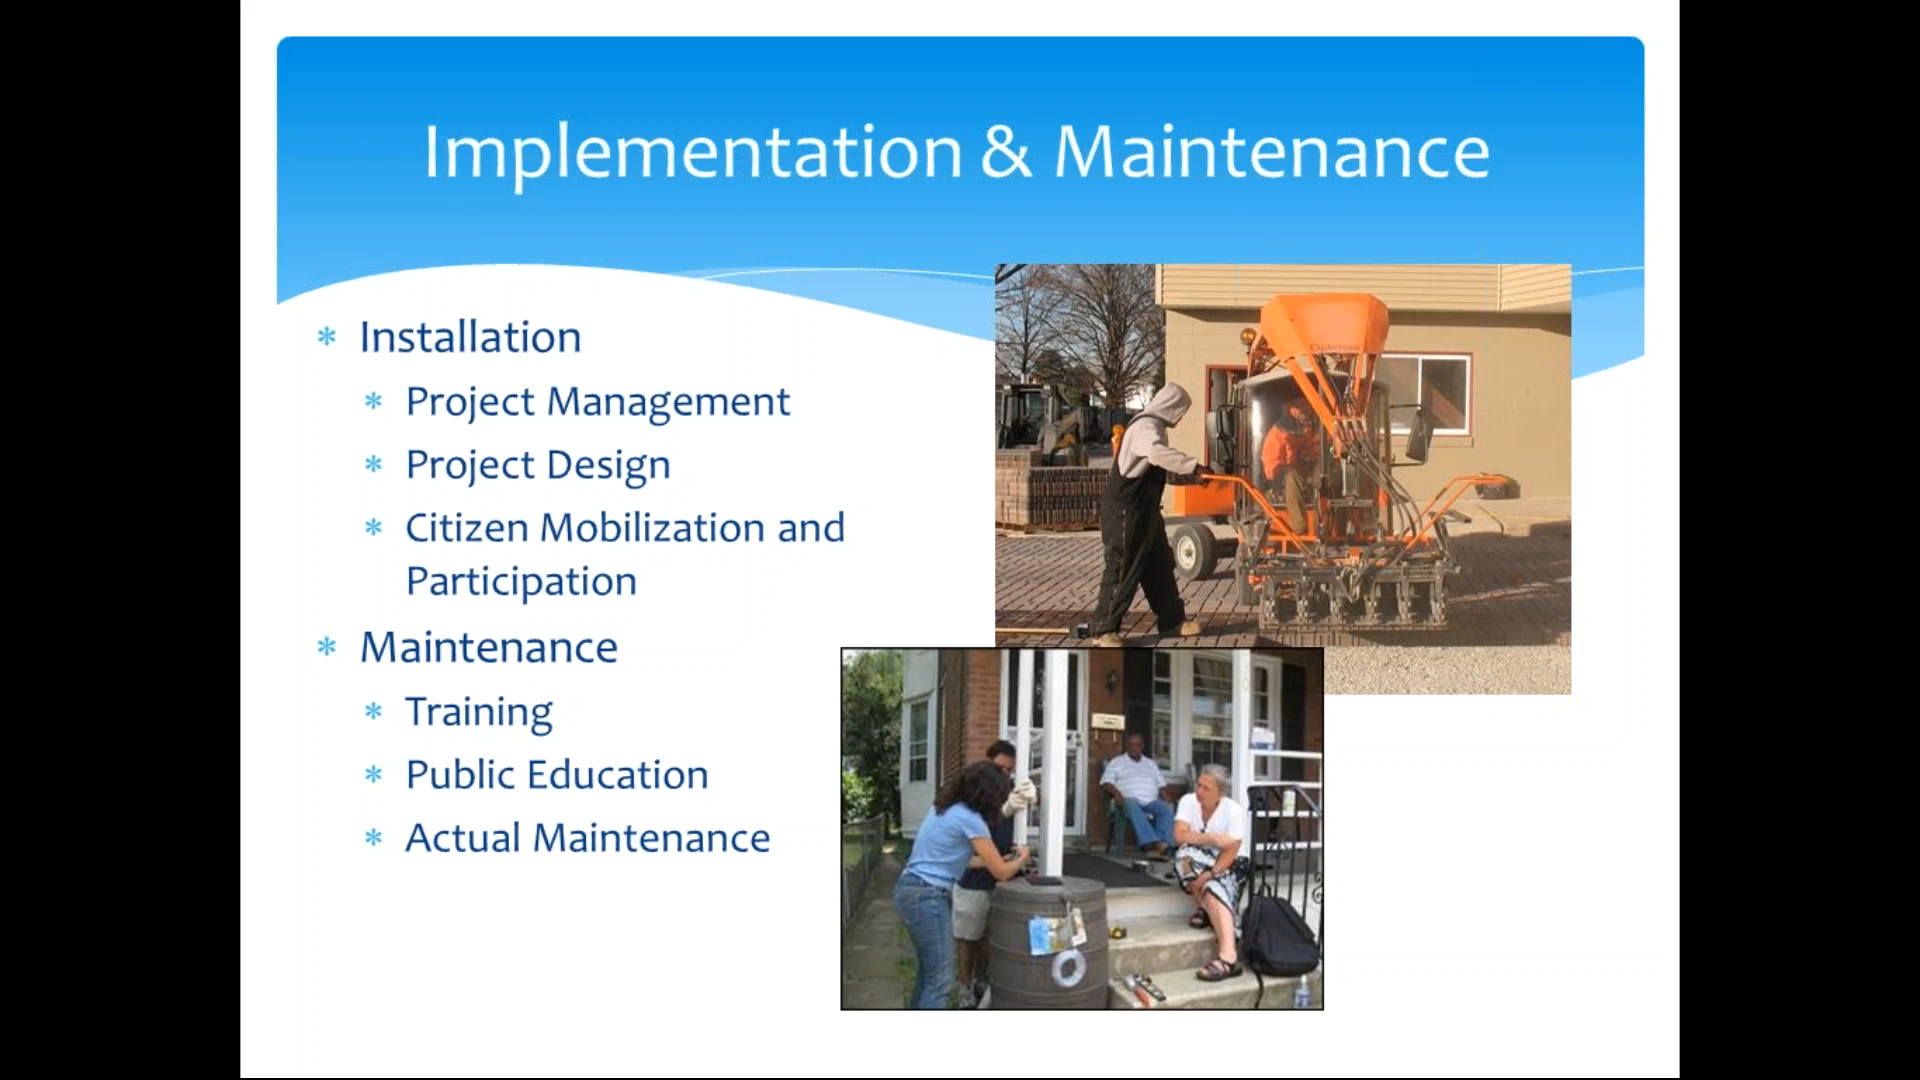 Implementation & Maintenance
* Installation
* Project Management
* Project Design
* Citizen Mobilization and
Participation
* Maintenance
* Training
* Public Education
* Actual Maintenance